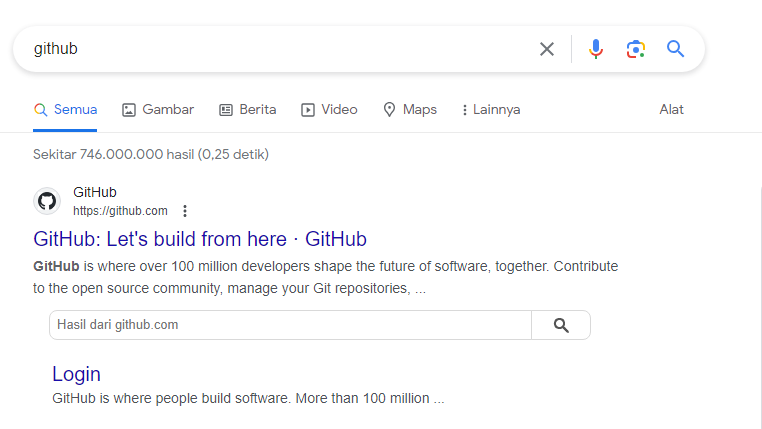 github
Semua Gambar Berita Video Maps Lainnya Alat
Sekitar 746.000.000 hasil (0,25 detik)
GitHub
https://github.com
GitHub: Let's build from here · GitHub
GitHub is where over 100 million developers shape the future of software, together. Contribute
to the open source community, manage your Git repositories, ...
Hasil dari github.com
Login
GitHub is where people build software. More than 100 million ...